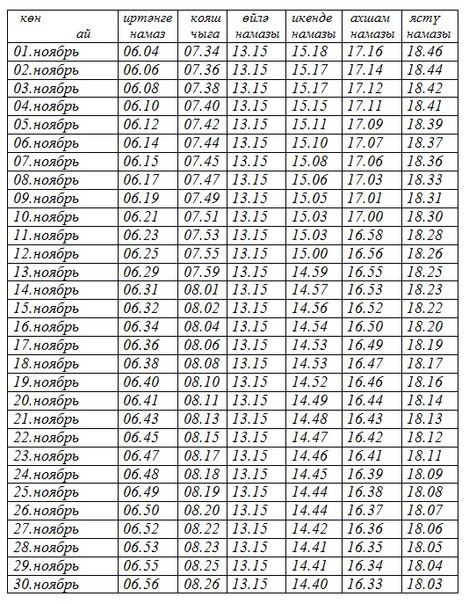 көн иртәнге кояш өйлә икенде ахшам ястү
ай намаз чыга намазы намазы намазы намазы
01.ноябрь 06.04 07.34 13.15 15.18 17.16 18.46
02.ноябрь 06.06 07.36 13.15 15.17 17.14 18.44
03.ноябрь 06.08 07.38 13.15 15.17 17.12 18.42
04.ноябрь 06.10 07.40 13.15 15.15 17.11 18.41
05.ноябрь 06.12 07.42 13.15 15.11 17.09 18.39
06.ноябрь 06.14 07.44 13.15 15.10 17.07 18.37
07.ноябрь 06.15 07.45 13.15 15.08 17.06 18.36
08.ноябрь 06.17 07.47 13.15 15.06 17.03 18.33
09.ноябрь 06.19 07.49 13.15 15.05 17.01 18.31
10.ноябрь 06.21 07.51 13.15 15.03 17.00 18.30
11.ноябрь 06.23 07.53 13.15 15.03 16.58 18.28
12.ноябрь 06.25 07.55 13.15 15.00 16.56 18.26
13.ноябрь 06.29 07.59 13.15 14.59 16.55 18.25
14.ноябрь 06.31 08.01 13.15 14.57 16.53 18.23
15.ноябрь 06.32 08.02 13.15 14.56 16.52 18.22
16.ноябрь 06.34 08.04 13.15 14.54 16.50 18.20
17.ноябрь 06.36 08.06 13.15 14.53 16.49 18.19
18.ноябрь 06.38 08.08 13.15 14.53 16.47 18.17
19.ноябрь 06.40 08.10 13.15 14.52 16.46 18.16
20.ноябрь 06.41 08.11 13.15 14.49 16.44 18.14
21.ноябрь 06.43 08.13 13.15 14.48 16.43 18.13
22.ноябрь 06.45 08.15 13.15 14.47 16.42 18.12
23.ноябрь 06.47 08.17 13.15 14.46 16.41 18.11
24.ноябрь 06.48 08.18 13.15 14.45 16.39 18.09
25.ноябрь 06.49 08.19 13.15 14.44 16.38 18.08
26.ноябрь 06.50 08.20 13.15 14.44 16.37 18.07
27.ноябрь 06.52 08.22 13.15 14.42 16.36 18.06
28.ноябрь 06.53 08.23 13.15 14.41 16.35 18.05
29.ноябрь 06.55 08.25 13.15 14.41 16.34 18.04
30.ноябрь 06.56 08.26 13.15 14.40 16.33 18.03